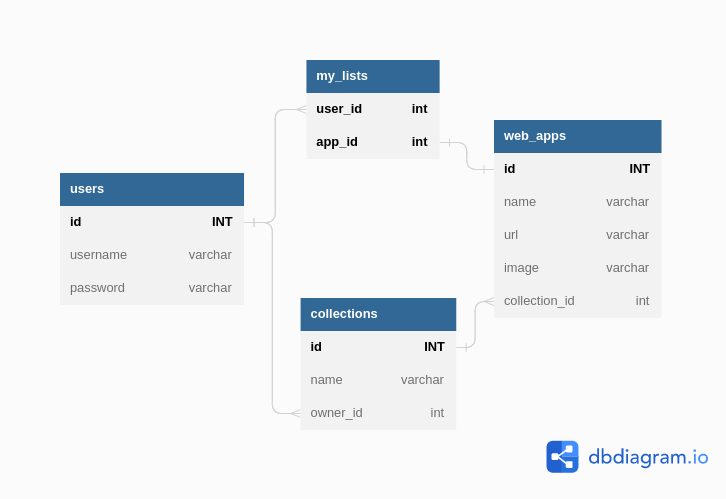 my_lists
user_id int
app_id int
web_apps
id INT
name varchar
url varchar
image varchar
collection_id int
users
id INT
username varchar
password varchar
collections
id INT
name varchar
owner_id int
dbdiagram.io